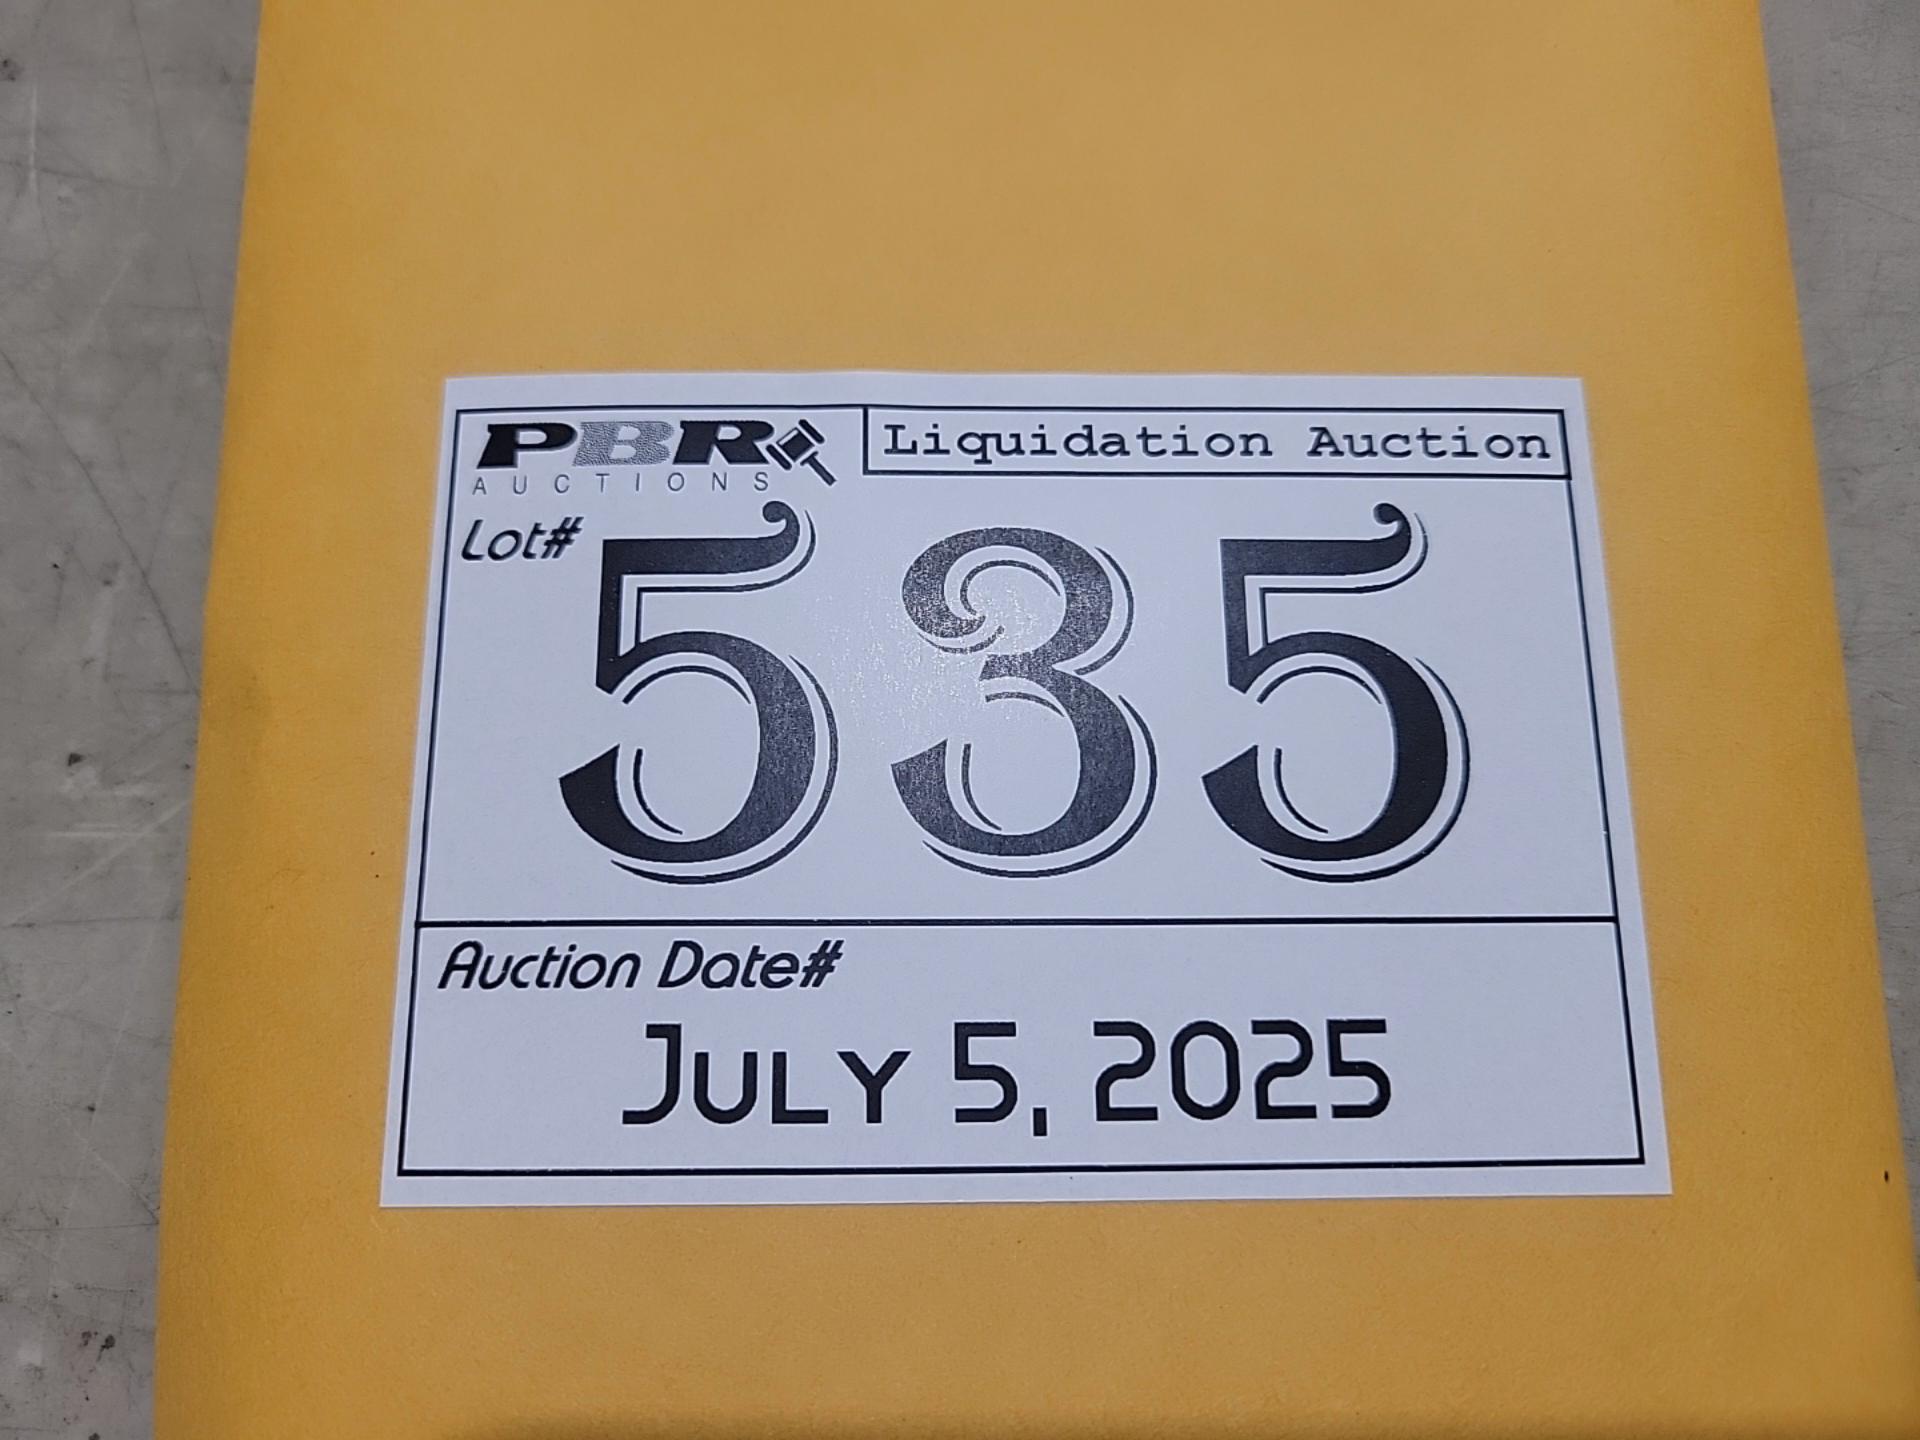 PBR
AUCTIONS
Liquidation Auction
Lot#
535
Auction Date#
July 5, 2025